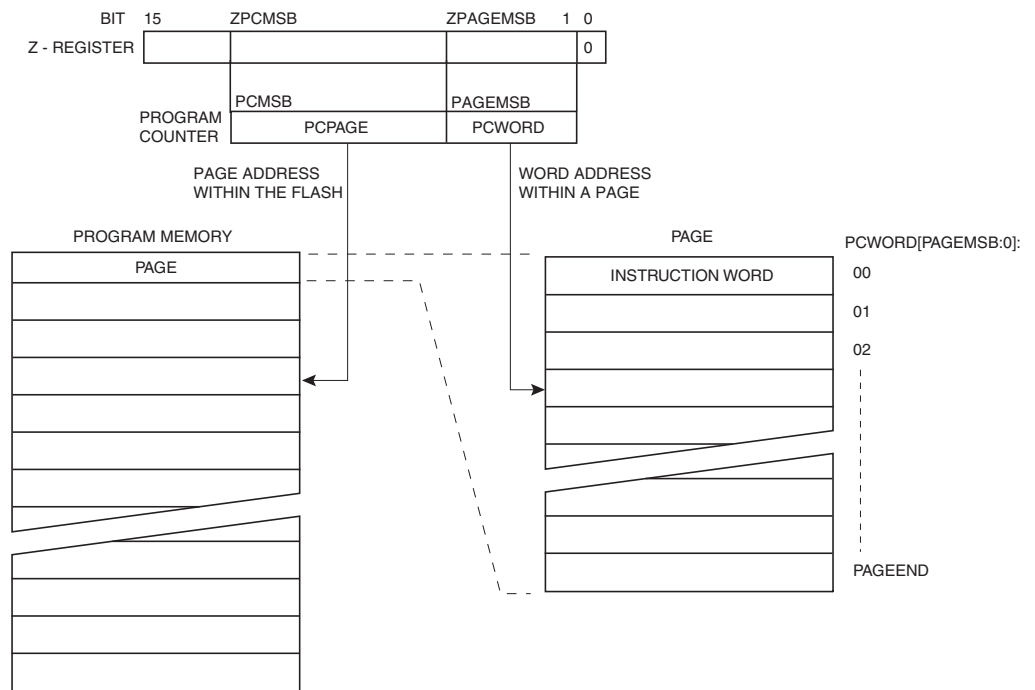 BIT 15 ZPCMSB ZPAGEMSB 1 0
Z - REGISTER 0
PCMSB PAGEMSB
PROGRAM
COUNTER
PCPAGE PCWORD
PAGE ADDRESS
WITHIN THE FLASH
WORD ADDRESS
WITHIN A PAGE
PROGRAM MEMORY
PAGE
PAGE
INSTRUCTION WORD
PCWORD[PAGEMSB:0]:
00
01
02
PAGEEND